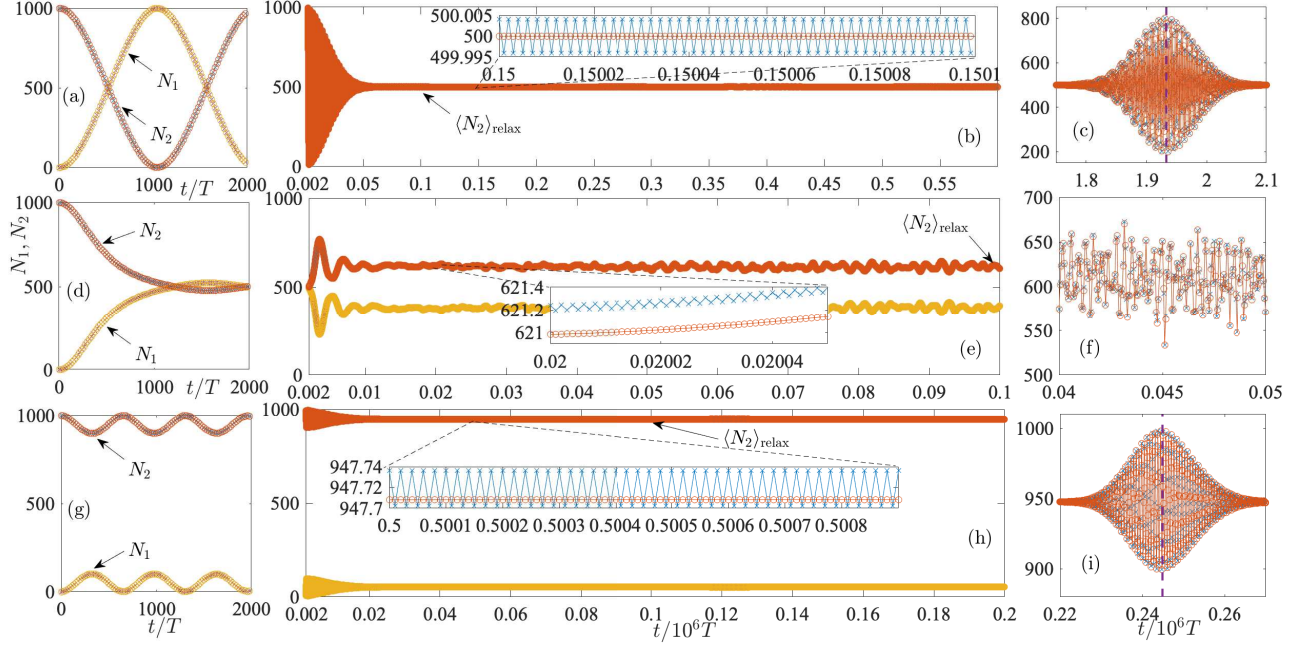 1000
500
0
(a)
N₁
N₂
0 1000 2000
t/T
1000
500
0
500.005
500
499.995
0.15 0.15002 0.15004 0.15006 0.15008 0.1501
⟨N₂⟩relax
(b)
0.002 0.05 0.1 0.15 0.2 0.25 0.3 0.35 0.4 0.45 0.5 0.55
800
600
400
200
(c)
1.8 1.9 2 2.1
N₁, N₂
1000
500
0
N₂
(d)
N₁
0 1000 2000
t/T
1000
500
0
⟨N₂⟩relax
621.4
621.2
621
0.02 0.02002 0.02004
(e)
0.002 0.01 0.02 0.03 0.04 0.05 0.06 0.07 0.08 0.09 0.1
700
650
600
550
500
(f)
0.04 0.045 0.05
1000
500
0
N₂
(g)
N₁
0 1000 2000
t/T
1000
500
0
⟨N₂⟩relax
947.74
947.72
947.7
0.5 0.5001 0.5002 0.5003 0.5004 0.5005 0.5006 0.5007 0.5008
(h)
0.002 0.02 0.04 0.06 0.08 0.1 0.12 0.14 0.16 0.18 0.2
t/10⁶T
1000
950
900
(i)
0.22 0.24 0.26
t/10⁶T